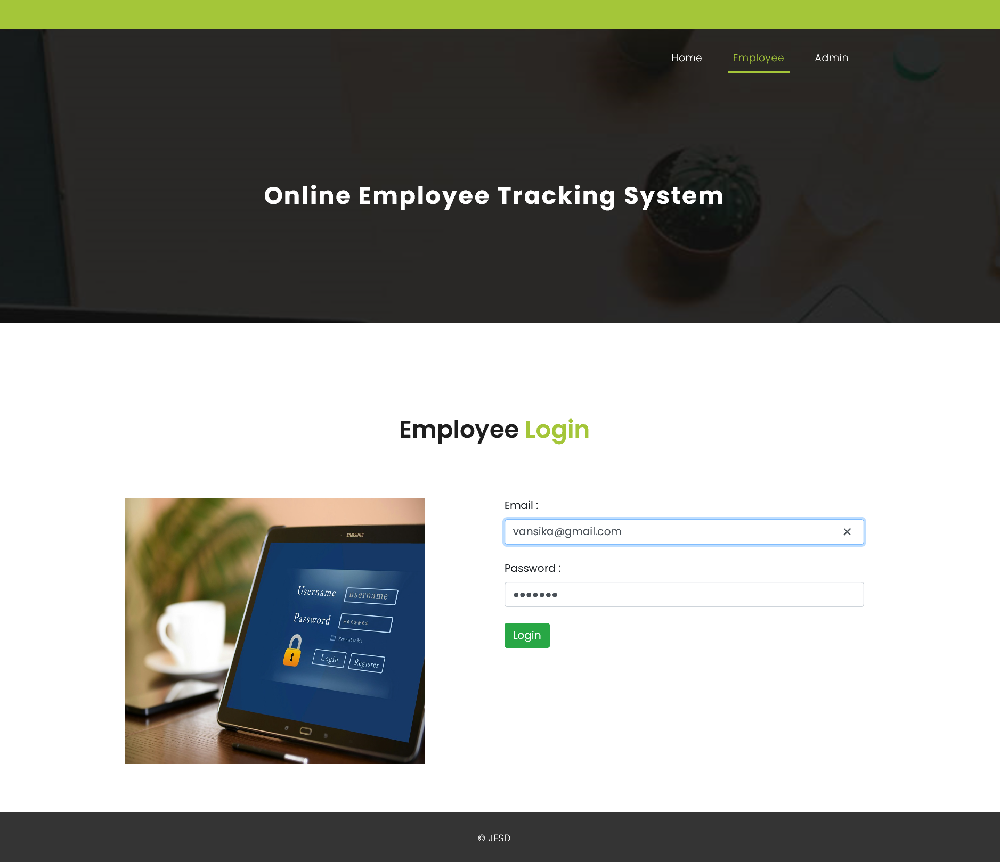 Home Employee Admin
Online Employee Tracking System
Employee Login
SAMSUNG
Username username
Password *******
Remember Me
Login Register
Email :
vansika@gmail.com ✕
Password :
•••••••
Login
© JFSD